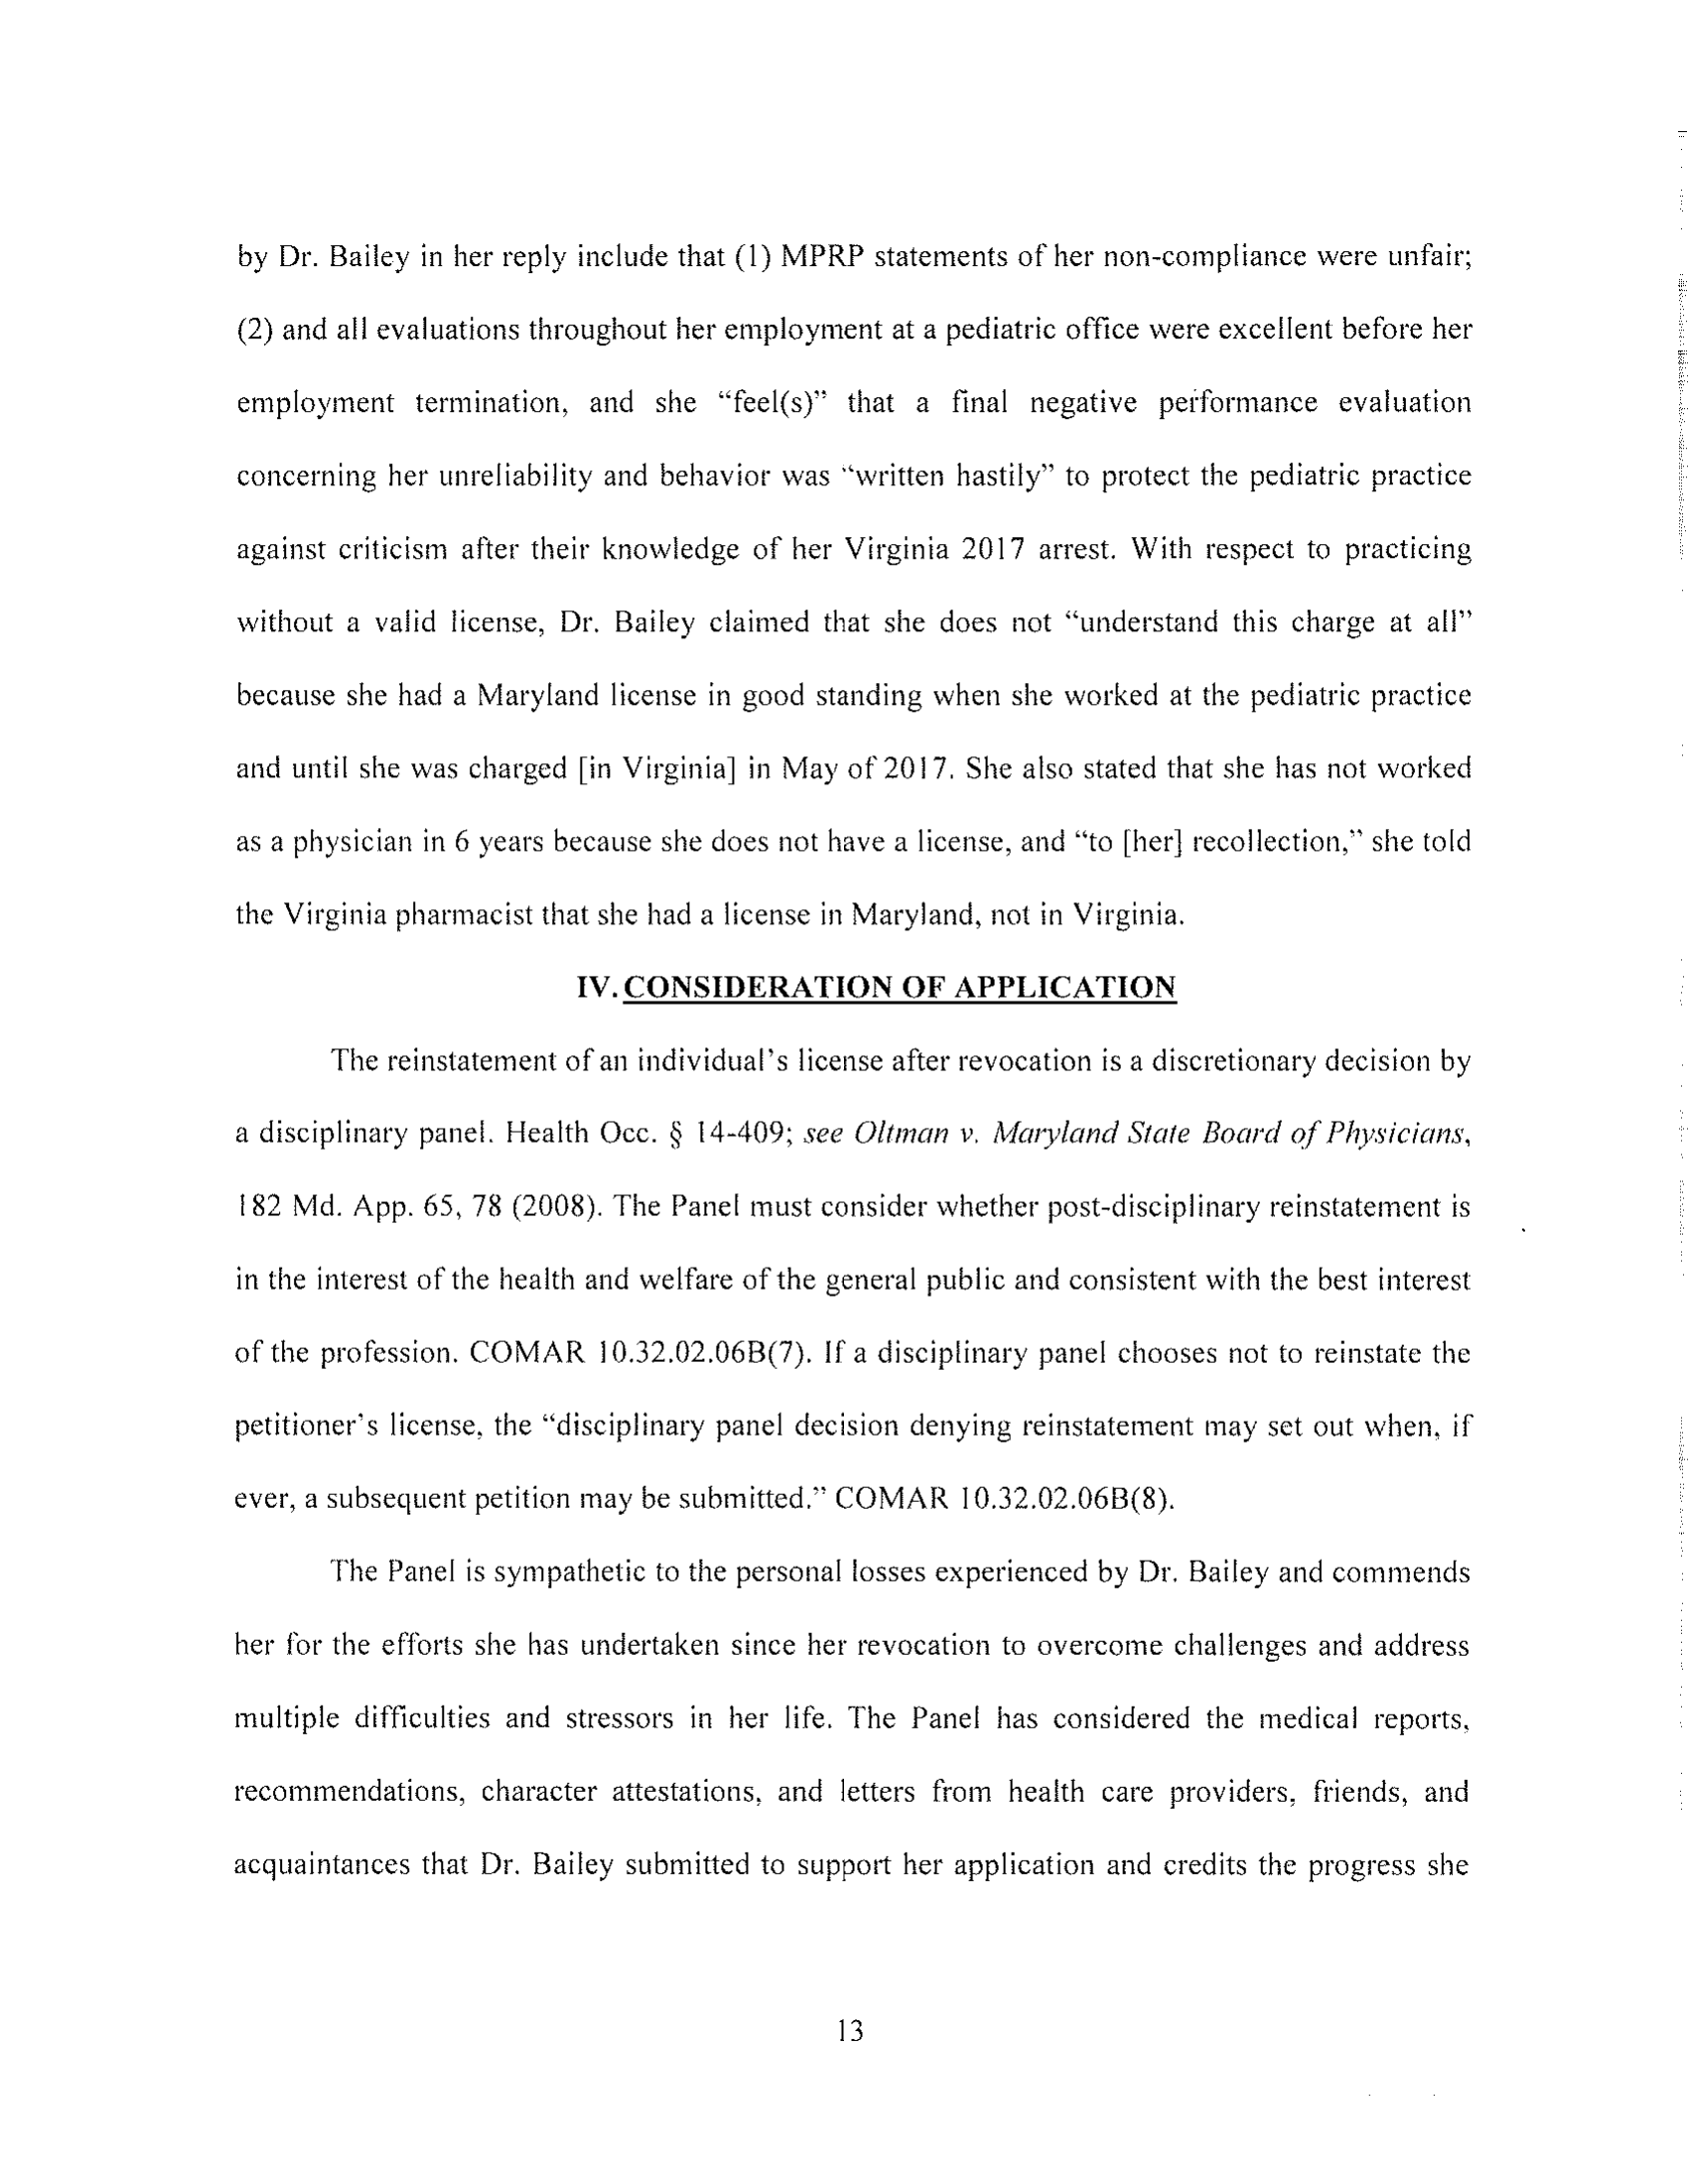 by Dr. Bailey in her reply include that (1) MPRP statements of her non-compliance were unfair;
(2) and all evaluations throughout her employment at a pediatric office were excellent before her
employment termination, and she “feel(s)” that a final negative performance evaluation
concerning her unreliability and behavior was “written hastily” to protect the pediatric practice
against criticism after their knowledge of her Virginia 2017 arrest. With respect to practicing
without a valid license, Dr. Bailey claimed that she does not “understand this charge at all”
because she had a Maryland license in good standing when she worked at the pediatric practice
and until she was charged [in Virginia] in May of 2017. She also stated that she has not worked
as a physician in 6 years because she does not have a license, and “to [her] recollection,” she told
the Virginia pharmacist that she had a license in Maryland, not in Virginia.
IV. CONSIDERATION OF APPLICATION
The reinstatement of an individual’s license after revocation is a discretionary decision by
a disciplinary panel. Health Occ. § 14-409; see Oltman v. Maryland State Board of Physicians,
182 Md. App. 65, 78 (2008). The Panel must consider whether post-disciplinary reinstatement is
in the interest of the health and welfare of the general public and consistent with the best interest
of the profession. COMAR 10.32.02.06B(7). If a disciplinary panel chooses not to reinstate the
petitioner’s license, the “disciplinary panel decision denying reinstatement may set out when, if
ever, a subsequent petition may be submitted.” COMAR 10.32.02.06B(8).
The Panel is sympathetic to the personal losses experienced by Dr. Bailey and commends
her for the efforts she has undertaken since her revocation to overcome challenges and address
multiple difficulties and stressors in her life. The Panel has considered the medical reports,
recommendations, character attestations, and letters from health care providers, friends, and
acquaintances that Dr. Bailey submitted to support her application and credits the progress she
13